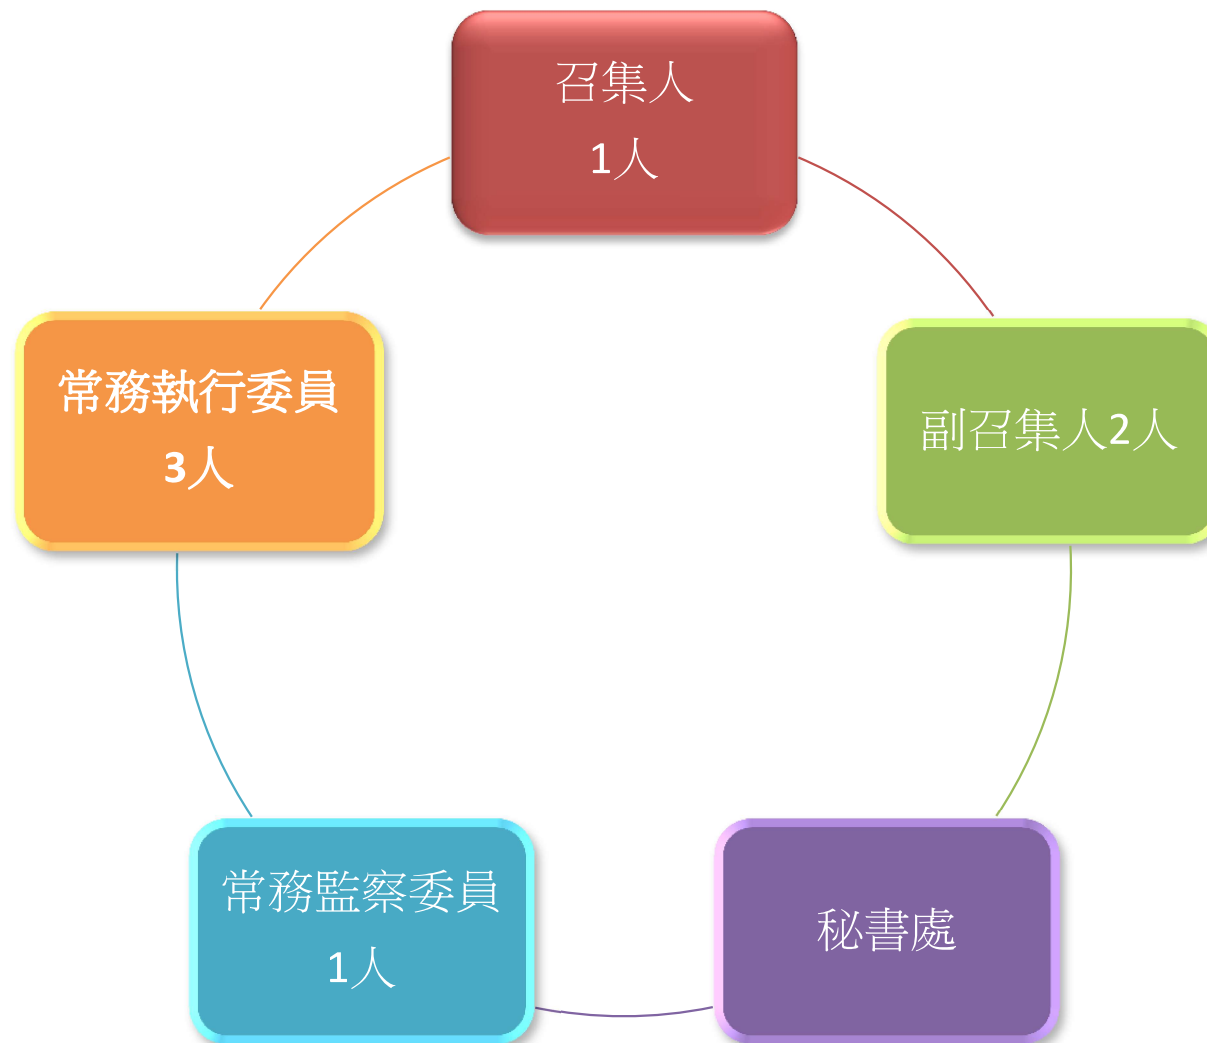 召集人
1人
副召集人2人
秘書處
常務監察委員
1人
常務執行委員
3人